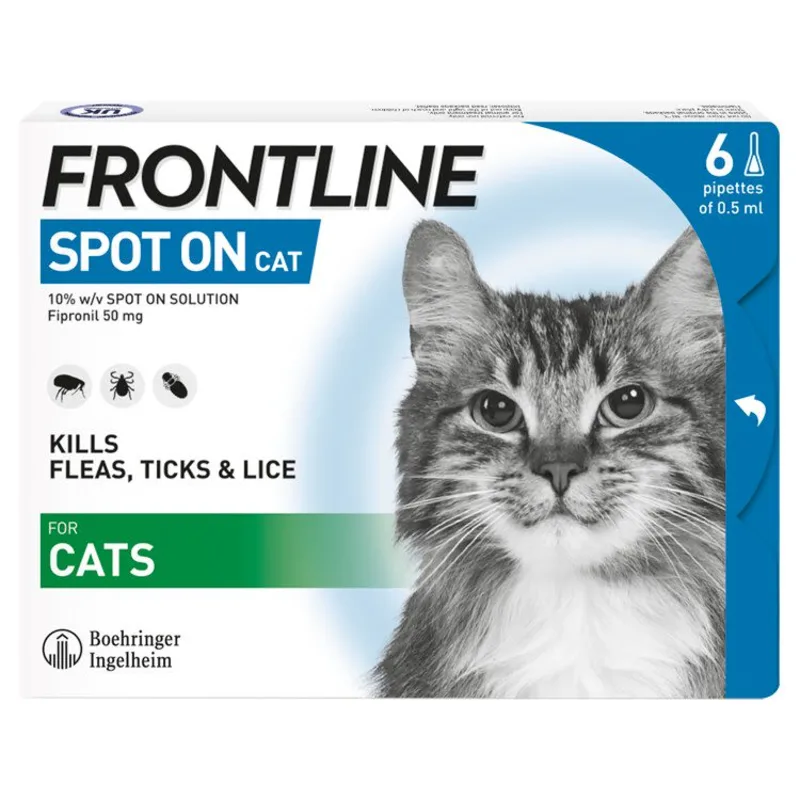 UK
FRONTLINE
SPOT ON CAT
10% w/v SPOT ON SOLUTION
Fipronil 50 mg
KILLS
FLEAS, TICKS & LICE
FOR
CATS
Boehringer
Ingelheim
6
pipettes
of 0.5 ml